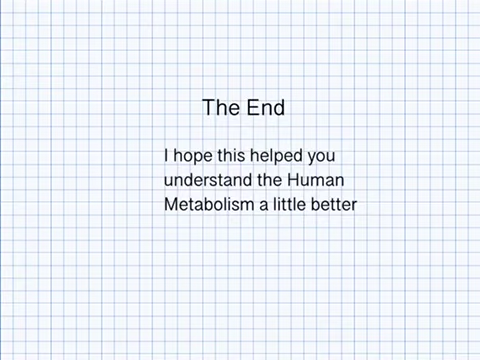 The End
I hope this helped you
understand the Human
Metabolism a little better